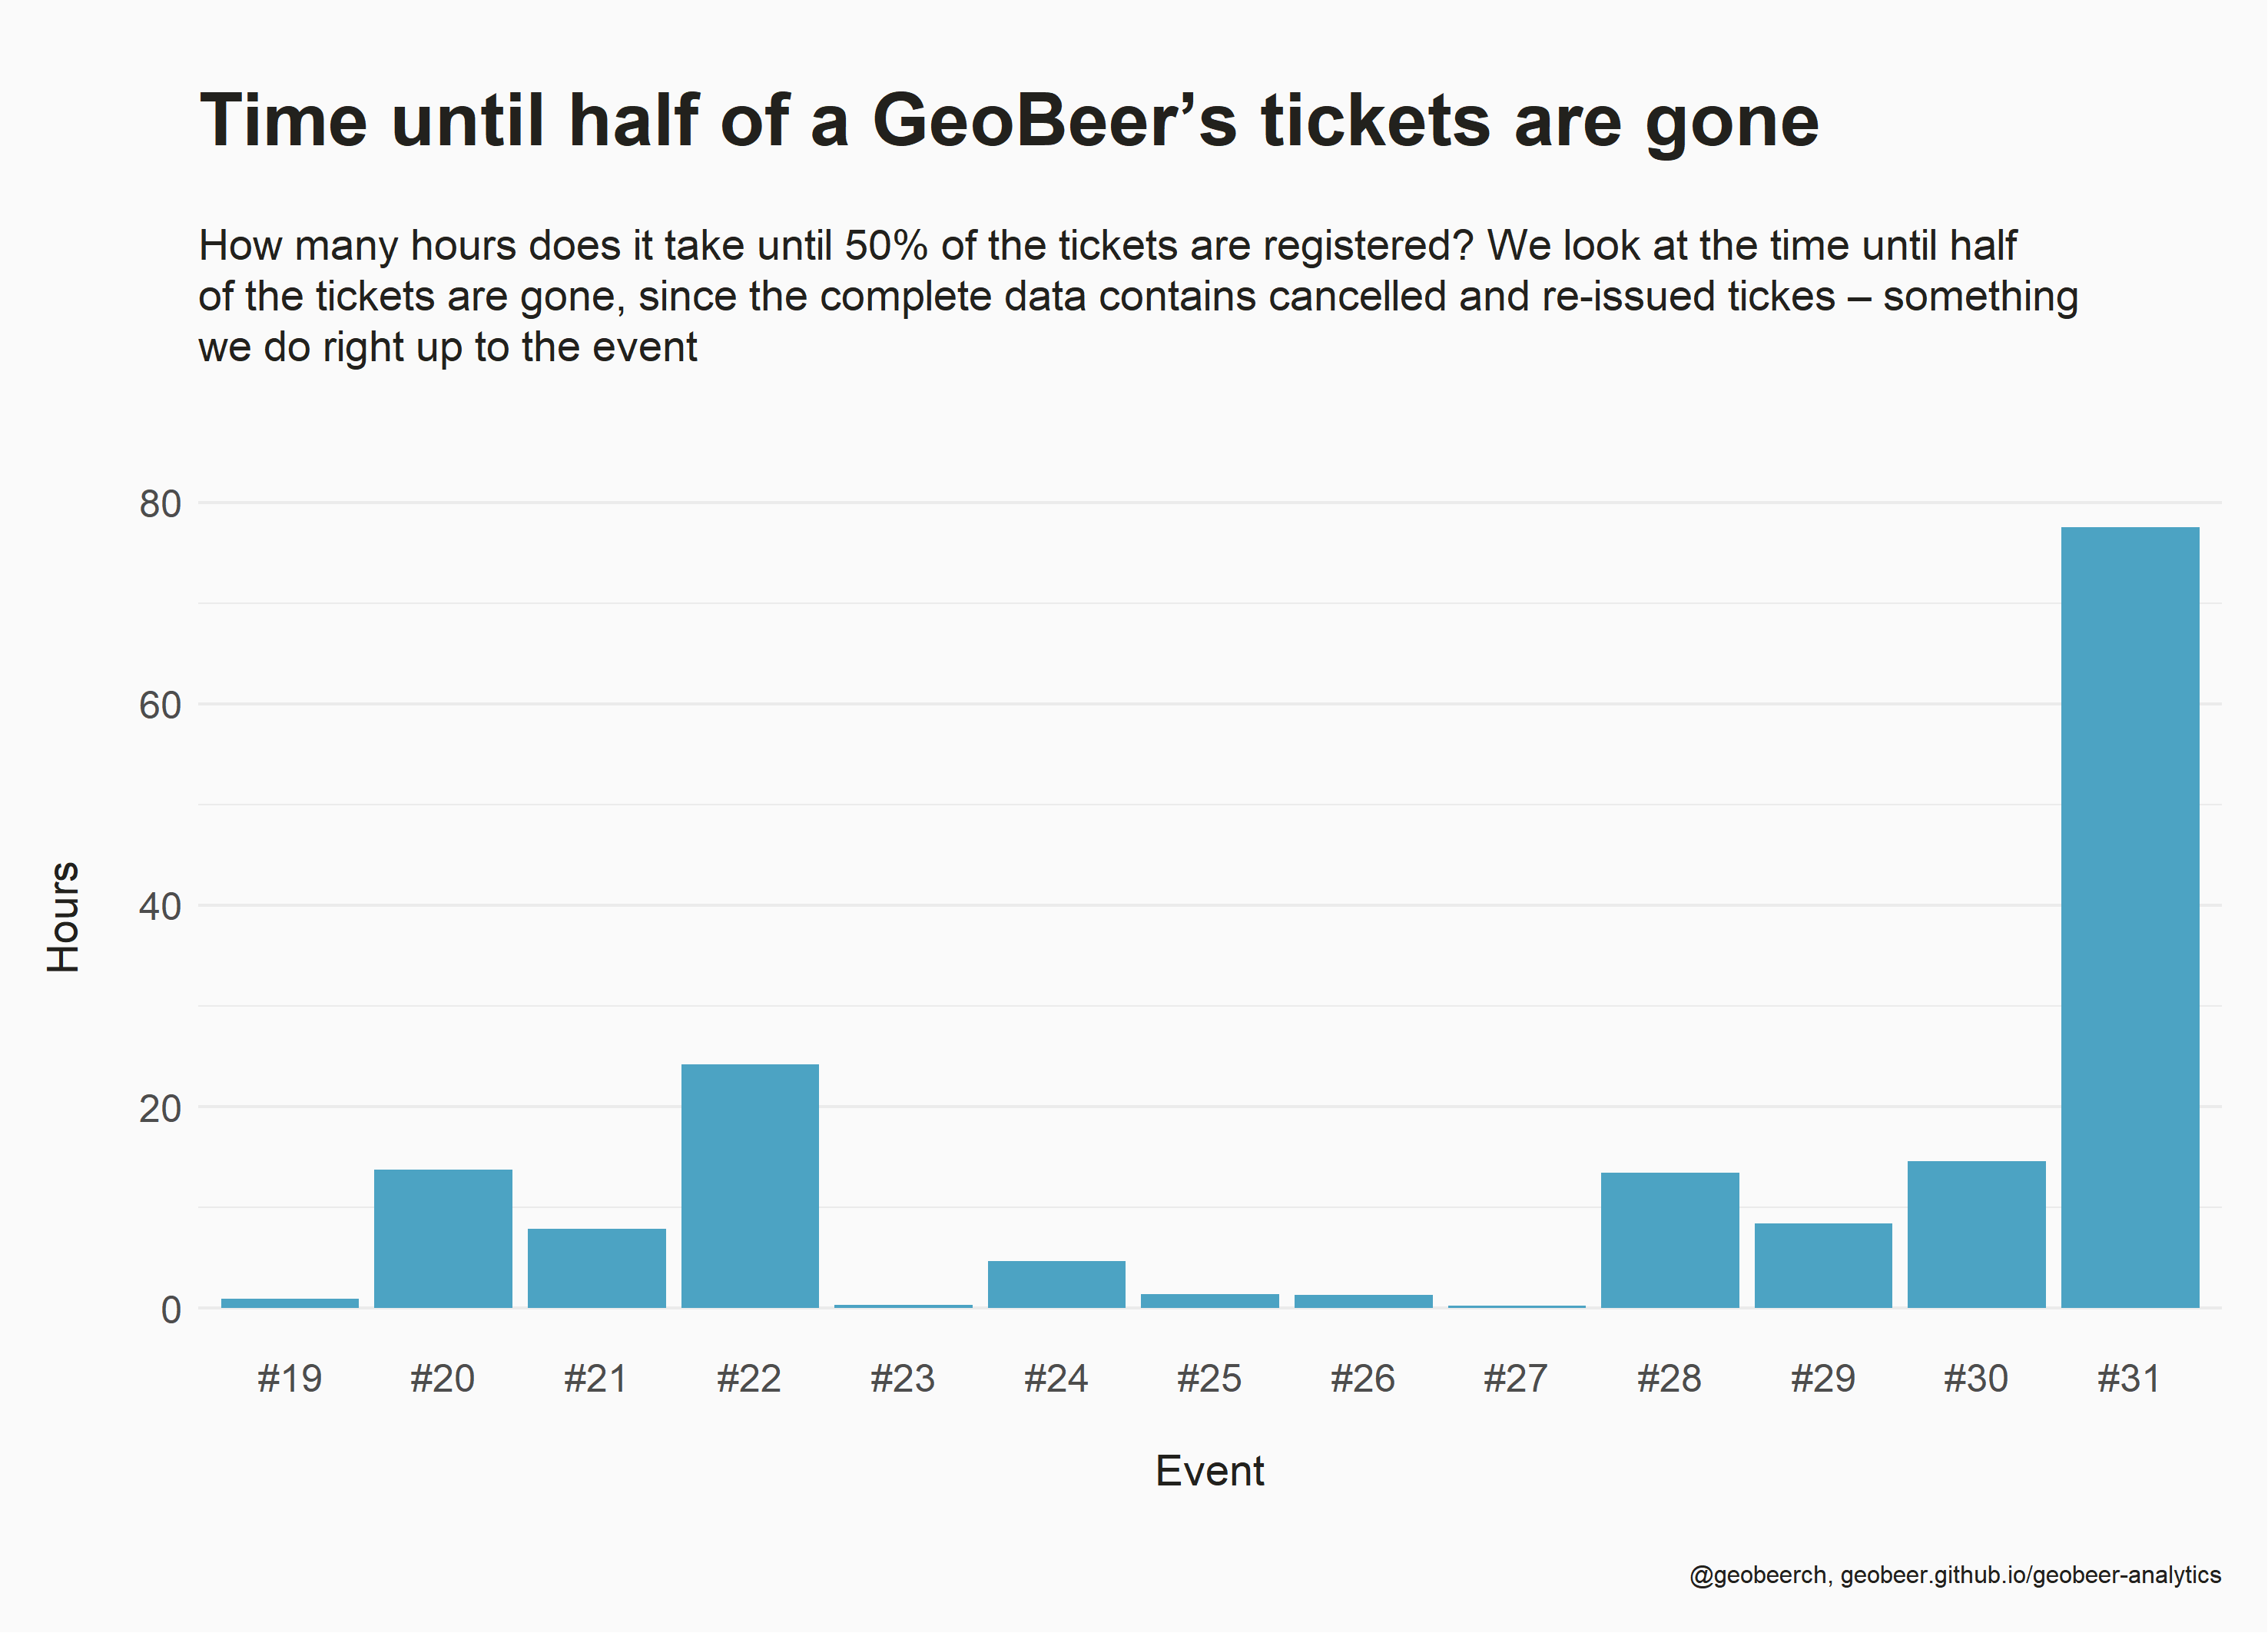 Time until half of a GeoBeer’s tickets are gone
How many hours does it take until 50% of the tickets are registered? We look at the time until half
of the tickets are gone, since the complete data contains cancelled and re-issued tickes – something
we do right up to the event
80
60
40
20
0
Hours
#19 #20 #21 #22 #23 #24 #25 #26 #27 #28 #29 #30 #31
Event
@geobeerch, geobeer.github.io/geobeer-analytics